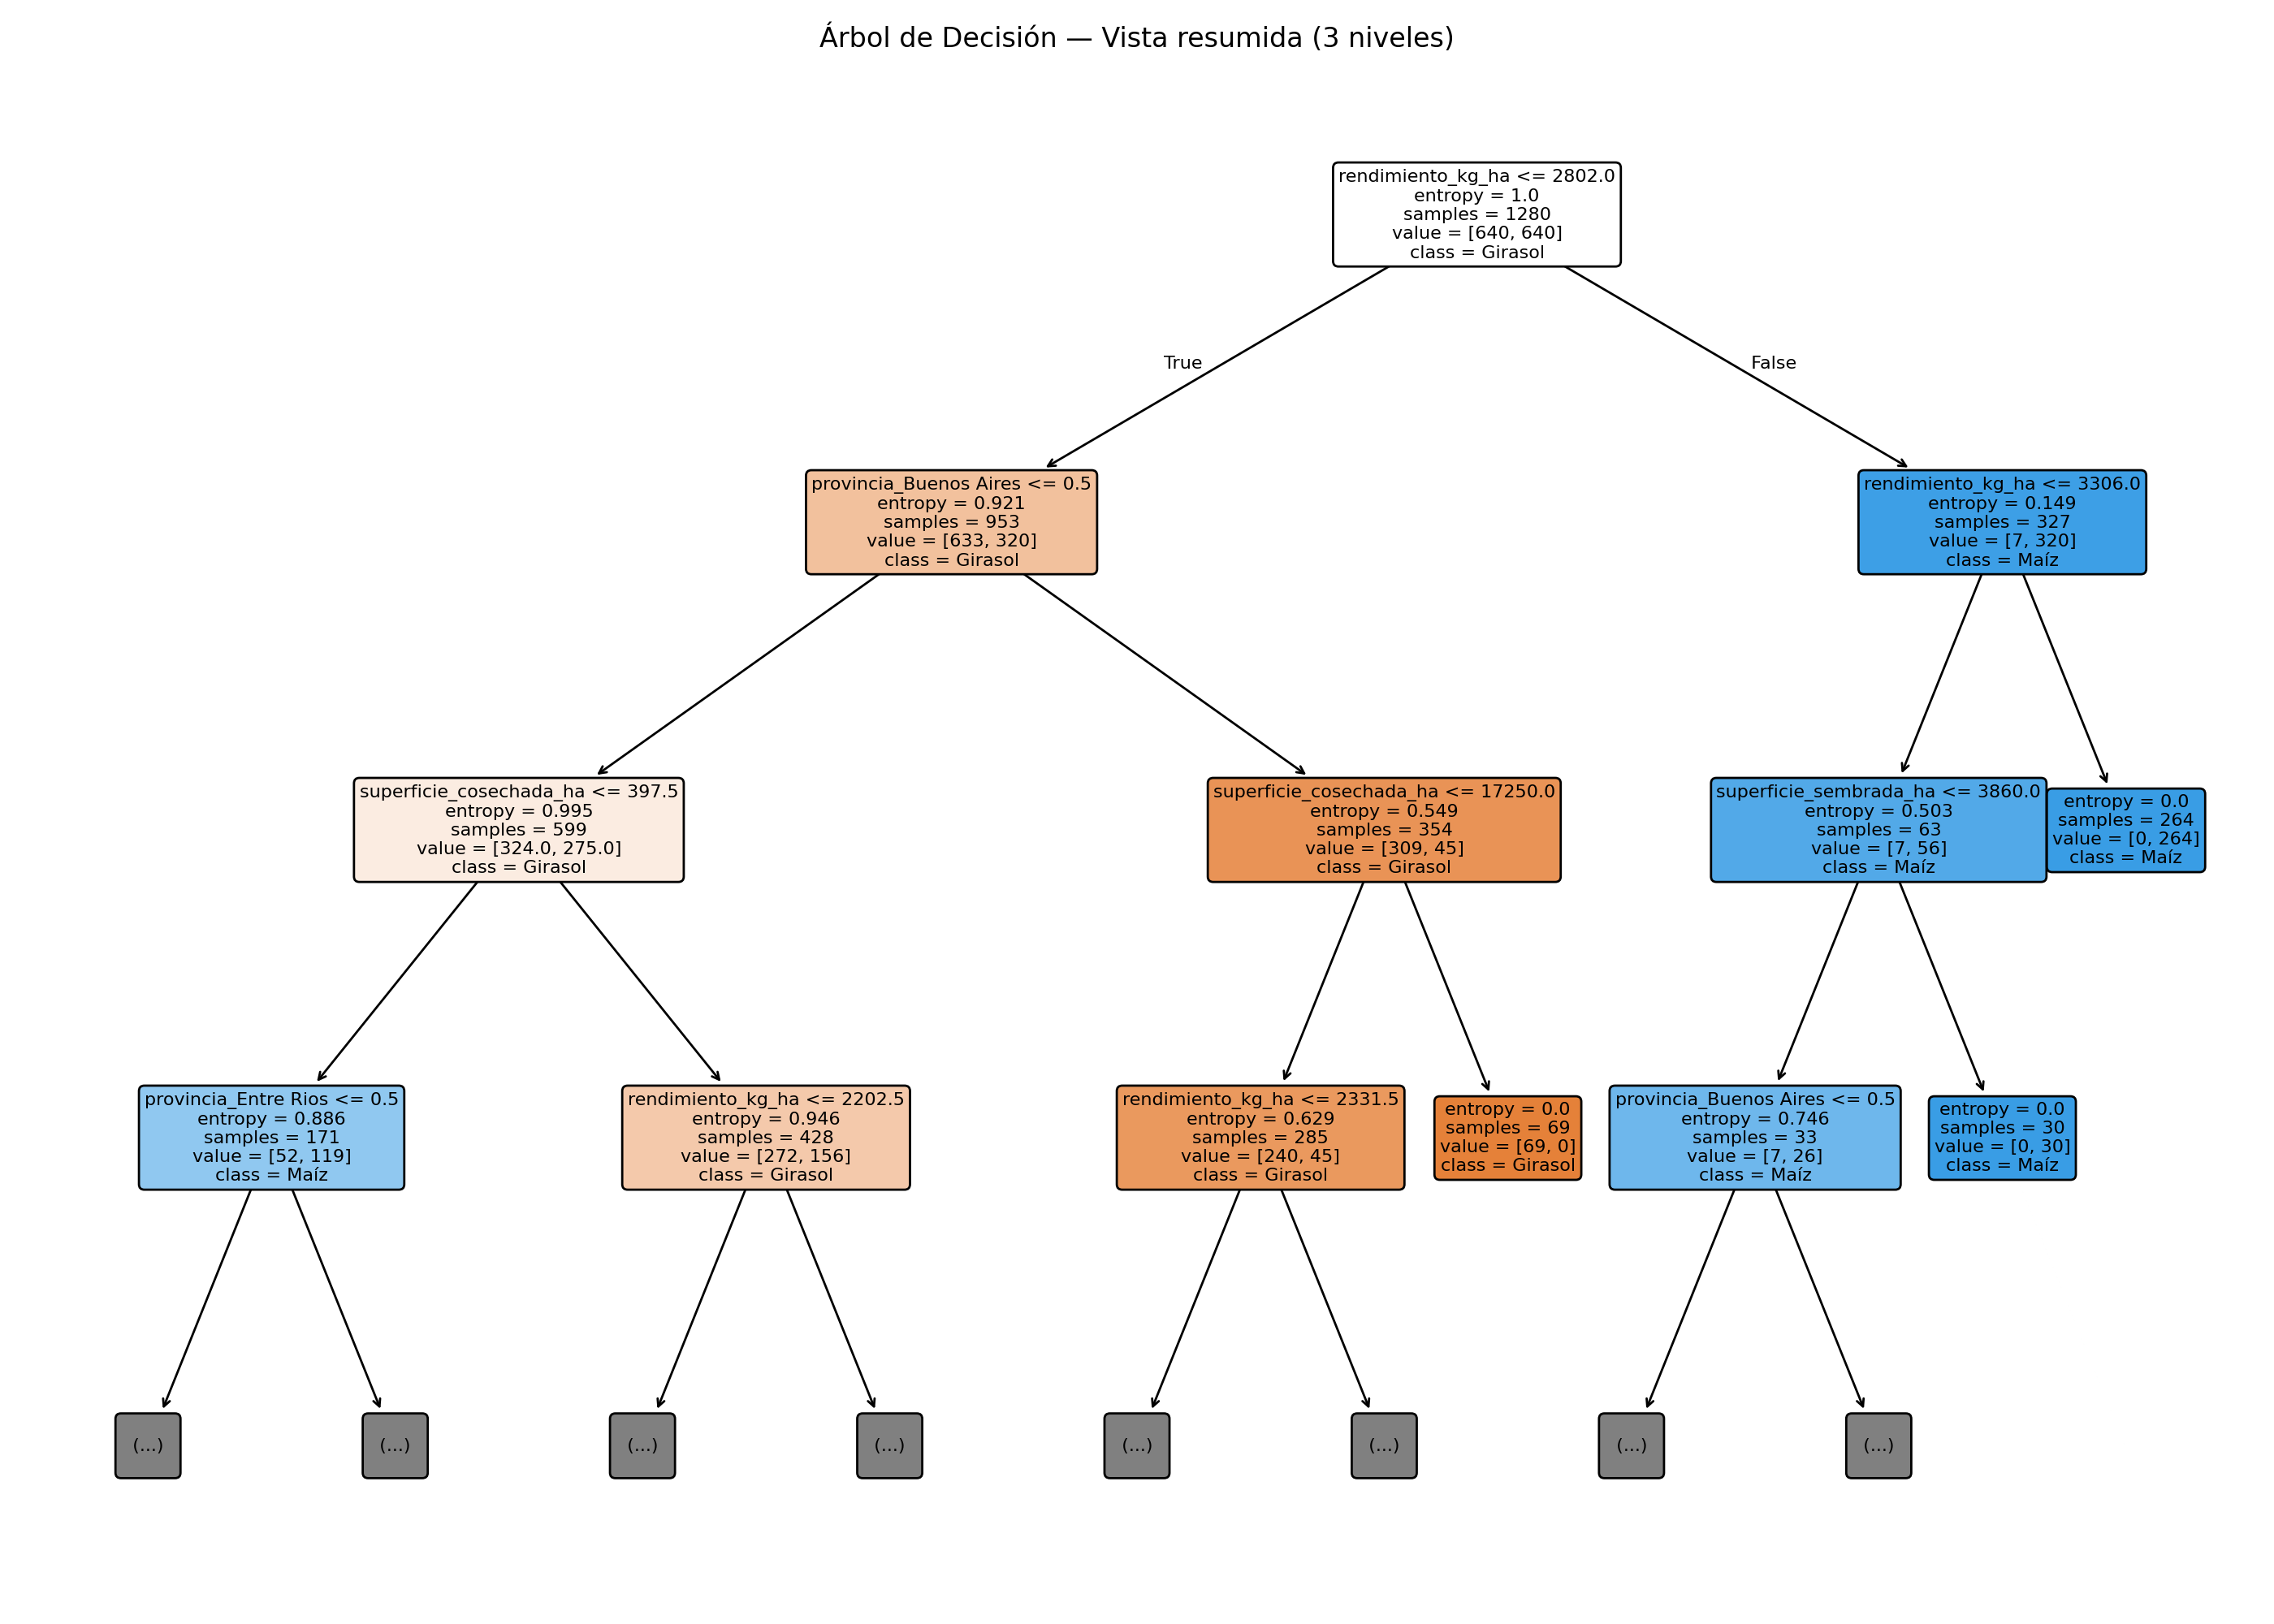 Árbol de Decisión — Vista resumida (3 niveles)
rendimiento_kg_ha <= 2802.0
entropy = 1.0
samples = 1280
value = [640, 640]
class = Girasol
True
False
provincia_Buenos Aires <= 0.5
entropy = 0.921
samples = 953
value = [633, 320]
class = Girasol
rendimiento_kg_ha <= 3306.0
entropy = 0.149
samples = 327
value = [7, 320]
class = Maíz
superficie_cosechada_ha <= 397.5
entropy = 0.995
samples = 599
value = [324.0, 275.0]
class = Girasol
superficie_cosechada_ha <= 17250.0
entropy = 0.549
samples = 354
value = [309, 45]
class = Girasol
superficie_sembrada_ha <= 3860.0
entropy = 0.503
samples = 63
value = [7, 56]
class = Maíz
entropy = 0.0
samples = 264
value = [0, 264]
class = Maíz
provincia_Entre Rios <= 0.5
entropy = 0.886
samples = 171
value = [52, 119]
class = Maíz
rendimiento_kg_ha <= 2202.5
entropy = 0.946
samples = 428
value = [272, 156]
class = Girasol
rendimiento_kg_ha <= 2331.5
entropy = 0.629
samples = 285
value = [240, 45]
class = Girasol
entropy = 0.0
samples = 69
value = [69, 0]
class = Girasol
provincia_Buenos Aires <= 0.5
entropy = 0.746
samples = 33
value = [7, 26]
class = Maíz
entropy = 0.0
samples = 30
value = [0, 30]
class = Maíz
(...)
(...)
(...)
(...)
(...)
(...)
(...)
(...)